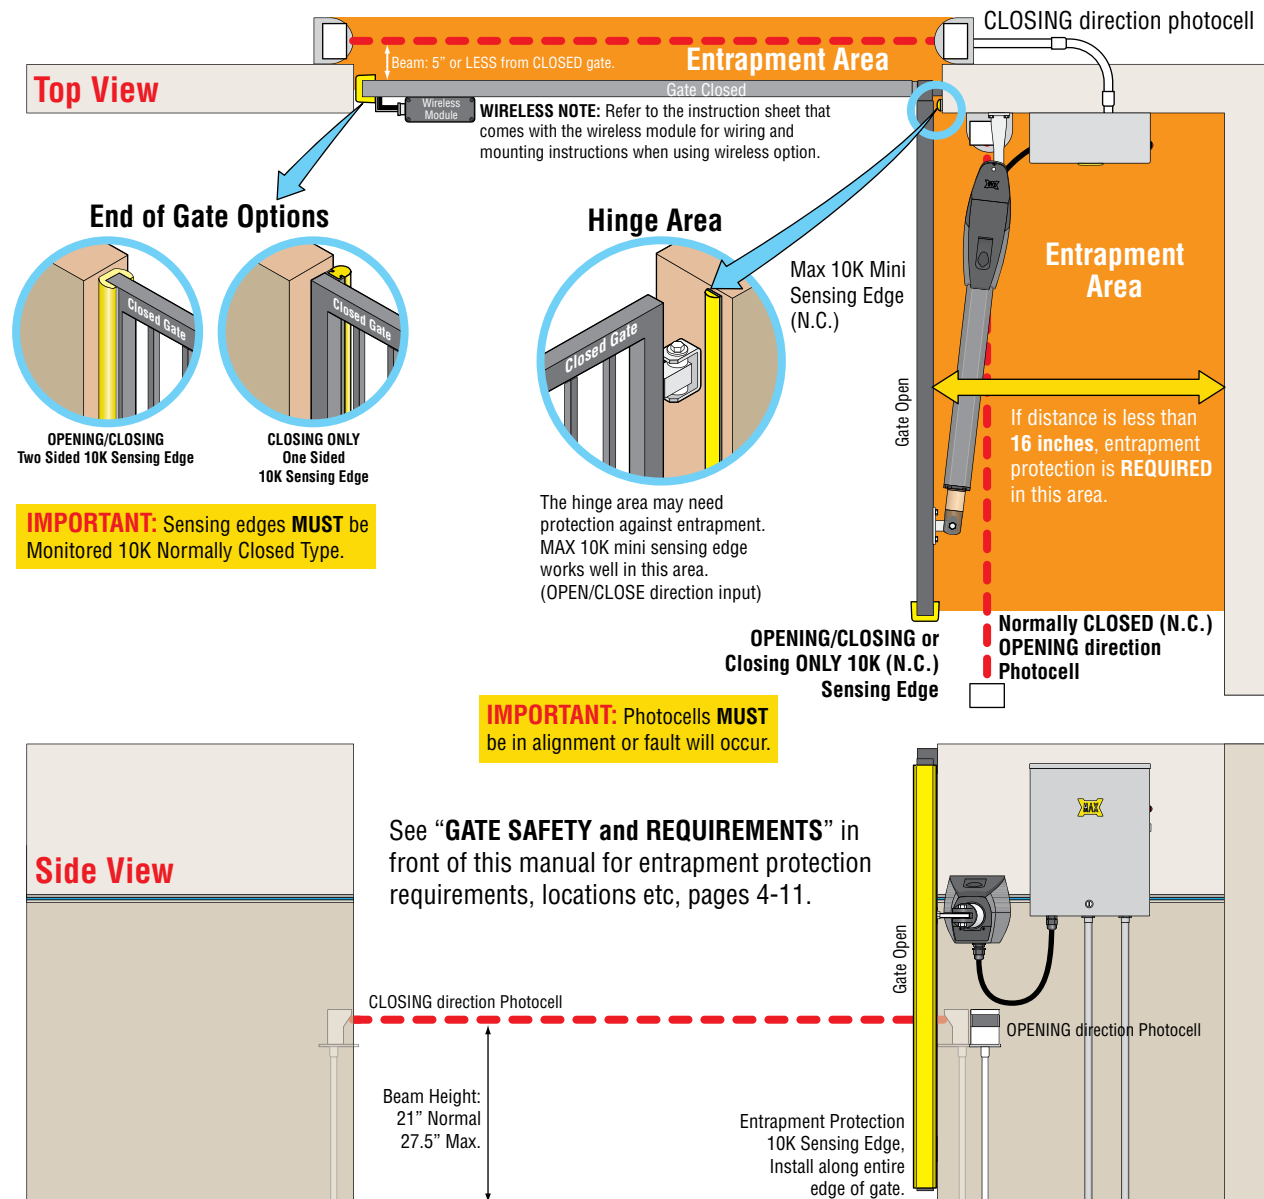 CLOSING direction photocell
Beam: 5” or LESS from CLOSED gate.
Entrapment Area
Top View
Gate Closed
Wireless
Module
WIRELESS NOTE: Refer to the instruction sheet that
comes with the wireless module for wiring and
mounting instructions when using wireless option.
End of Gate Options
Closed Gate
Closed Gate
OPENING/CLOSING
Two Sided 10K Sensing Edge
CLOSING ONLY
One Sided
10K Sensing Edge
IMPORTANT: Sensing edges MUST be
Monitored 10K Normally Closed Type.
Hinge Area
Closed Gate
Max 10K Mini
Sensing Edge
(N.C.)
The hinge area may need
protection against entrapment.
MAX 10K mini sensing edge
works well in this area.
(OPEN/CLOSE direction input)
Gate Open
MAX
Entrapment
Area
If distance is less than
16 inches, entrapment
protection is REQUIRED
in this area.
OPENING/CLOSING or
Closing ONLY 10K (N.C.)
Sensing Edge
Normally CLOSED (N.C.)
OPENING direction
Photocell
IMPORTANT: Photocells MUST
be in alignment or fault will occur.
Side View
See “GATE SAFETY and REQUIREMENTS” in
front of this manual for entrapment protection
requirements, locations etc, pages 4-11.
MAX
Gate Open
CLOSING direction Photocell
OPENING direction Photocell
Beam Height:
21” Normal
27.5” Max.
Entrapment Protection
10K Sensing Edge,
Install along entire
edge of gate.